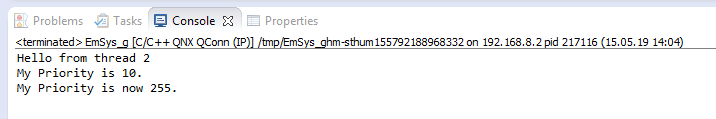 Problems Tasks Console Properties
<terminated> EmSys_g [C/C++ QNX QConn (IP)] /tmp/EmSys_ghm-sthum155792188968332 on 192.168.8.2 pid 217116 (15.05.19 14:04)
Hello from thread 2
My Priority is 10.
My Priority is now 255.